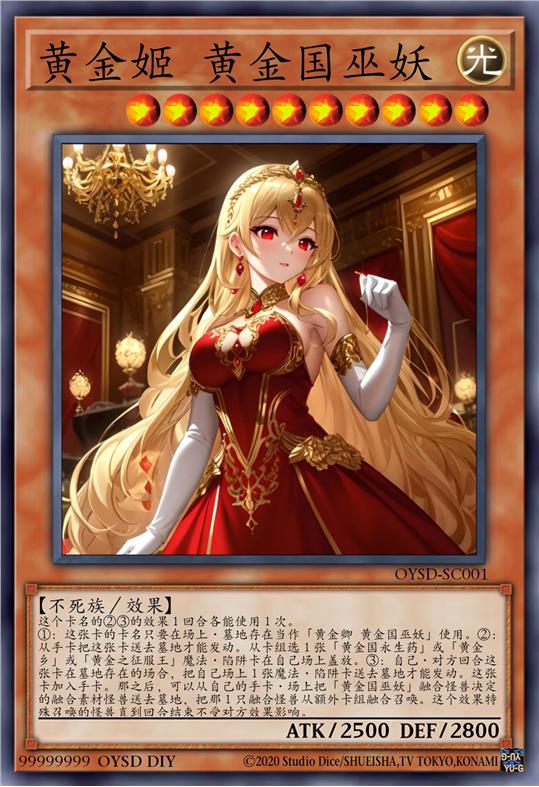 黄金姬 黄金国巫妖
光
OYSD-SC001
【不死族／效果】
这个卡名的②③的效果1回合各能使用1次。
①：这张卡的卡名只要在场上·墓地存在当作「黄金卿 黄金国巫妖」使用。②：
从手卡把这张卡送去墓地才能发动。从卡组选1张「黄金国永生药」或「黄金
乡」或「黄金之征服王」魔法·陷阱卡在自己场上盖放。③：自己·对方回合这
张卡在墓地存在的场合，把自己场上1张魔法·陷阱卡送去墓地才能发动。这张
卡加入手卡。那之后，可以从自己的手卡·场上把「黄金国巫妖」融合怪兽决定
的融合素材怪兽送去墓地，把那1只融合怪兽从额外卡组融合召唤。这个效果特
殊召唤的怪兽直到回合结束不受对方效果影响。
ATK/2500 DEF/2800
99999999 OYSD DIY ©2020 Studio Dice/SHUEISHA,TV TOKYO,KONAMI